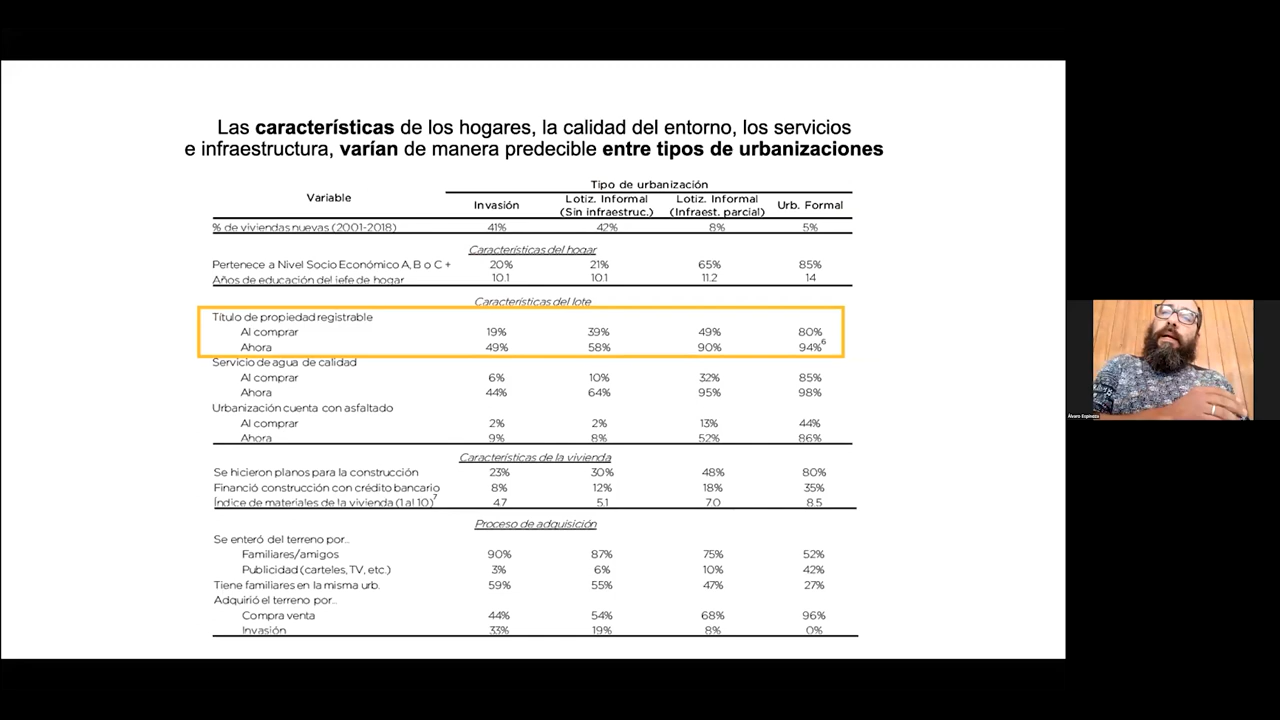 Las características de los hogares, la calidad del entorno, los servicios
e infraestructura, varían de manera predecible entre tipos de urbanizaciones
Variable
Tipo de urbanización
Invasión
Lotiz. Informal
(Sin infraestruc.)
Lotiz. Informal
(Infraest. parcial)
Urb. Formal
% de viviendas nuevas (2001-2018) 41% 42% 8% 5%
Características del hogar
Pertenece a Nivel Socio Económico A, B o C + 20% 21% 65% 85%
Años de educación del jefe de hogar 10.1 10.1 11.2 14
Características del lote
Título de propiedad registrable
Al comprar 19% 39% 49% 80%
Ahora 49% 58% 90% 94%6
Servicio de agua de calidad
Al comprar 6% 10% 32% 85%
Ahora 44% 64% 95% 98%
Urbanización cuenta con asfaltado
Al comprar 2% 2% 13% 44%
Ahora 9% 8% 52% 86%
Características de la vivienda
Se hicieron planos para la construcción 23% 30% 48% 80%
Financió construcción con crédito bancario 8% 12% 18% 35%
Índice de materiales de la vivienda (1 al 10)7 4.7 5.1 7.0 8.5
Proceso de adquisición
Se enteró del terreno por...
Familiares/amigos 90% 87% 75% 52%
Publicidad (carteles, TV, etc.) 3% 6% 10% 42%
Tiene familiares en la misma urb. 59% 55% 47% 27%
Adquirió el terreno por...
Compra venta 44% 54% 68% 96%
Invasión 33% 19% 8% 0%
Álvaro Espinoza